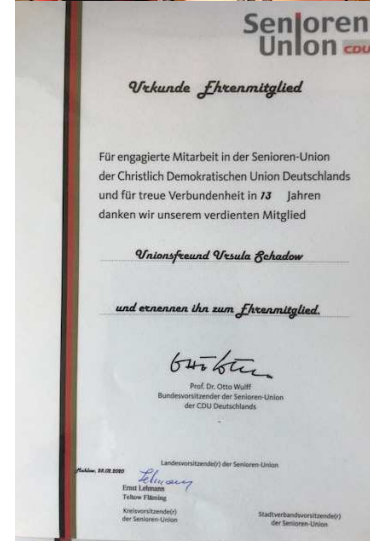 Senioren
Union CDU
Urkunde Ehrenmitglied
Für engagierte Mitarbeit in der Senioren-Union
der Christlich Demokratischen Union Deutschlands
und für treue Verbundenheit in 13 Jahren
danken wir unserem verdienten Mitglied
Unionsfreund Ursula Schadow
und ernennen ihn zum Ehrenmitglied.
Prof. Dr. Otto Wulff
Bundesvorsitzender der Senioren-Union
der CDU Deutschlands
Landesvorsitzende(r) der Senioren-Union
Lehmann
Ernst Lehmann
Teltow Fläming
Kreisvorsitzende(r)
der Senioren-Union
Stadtverbandsvorsitzende(r)
der Senioren-Union